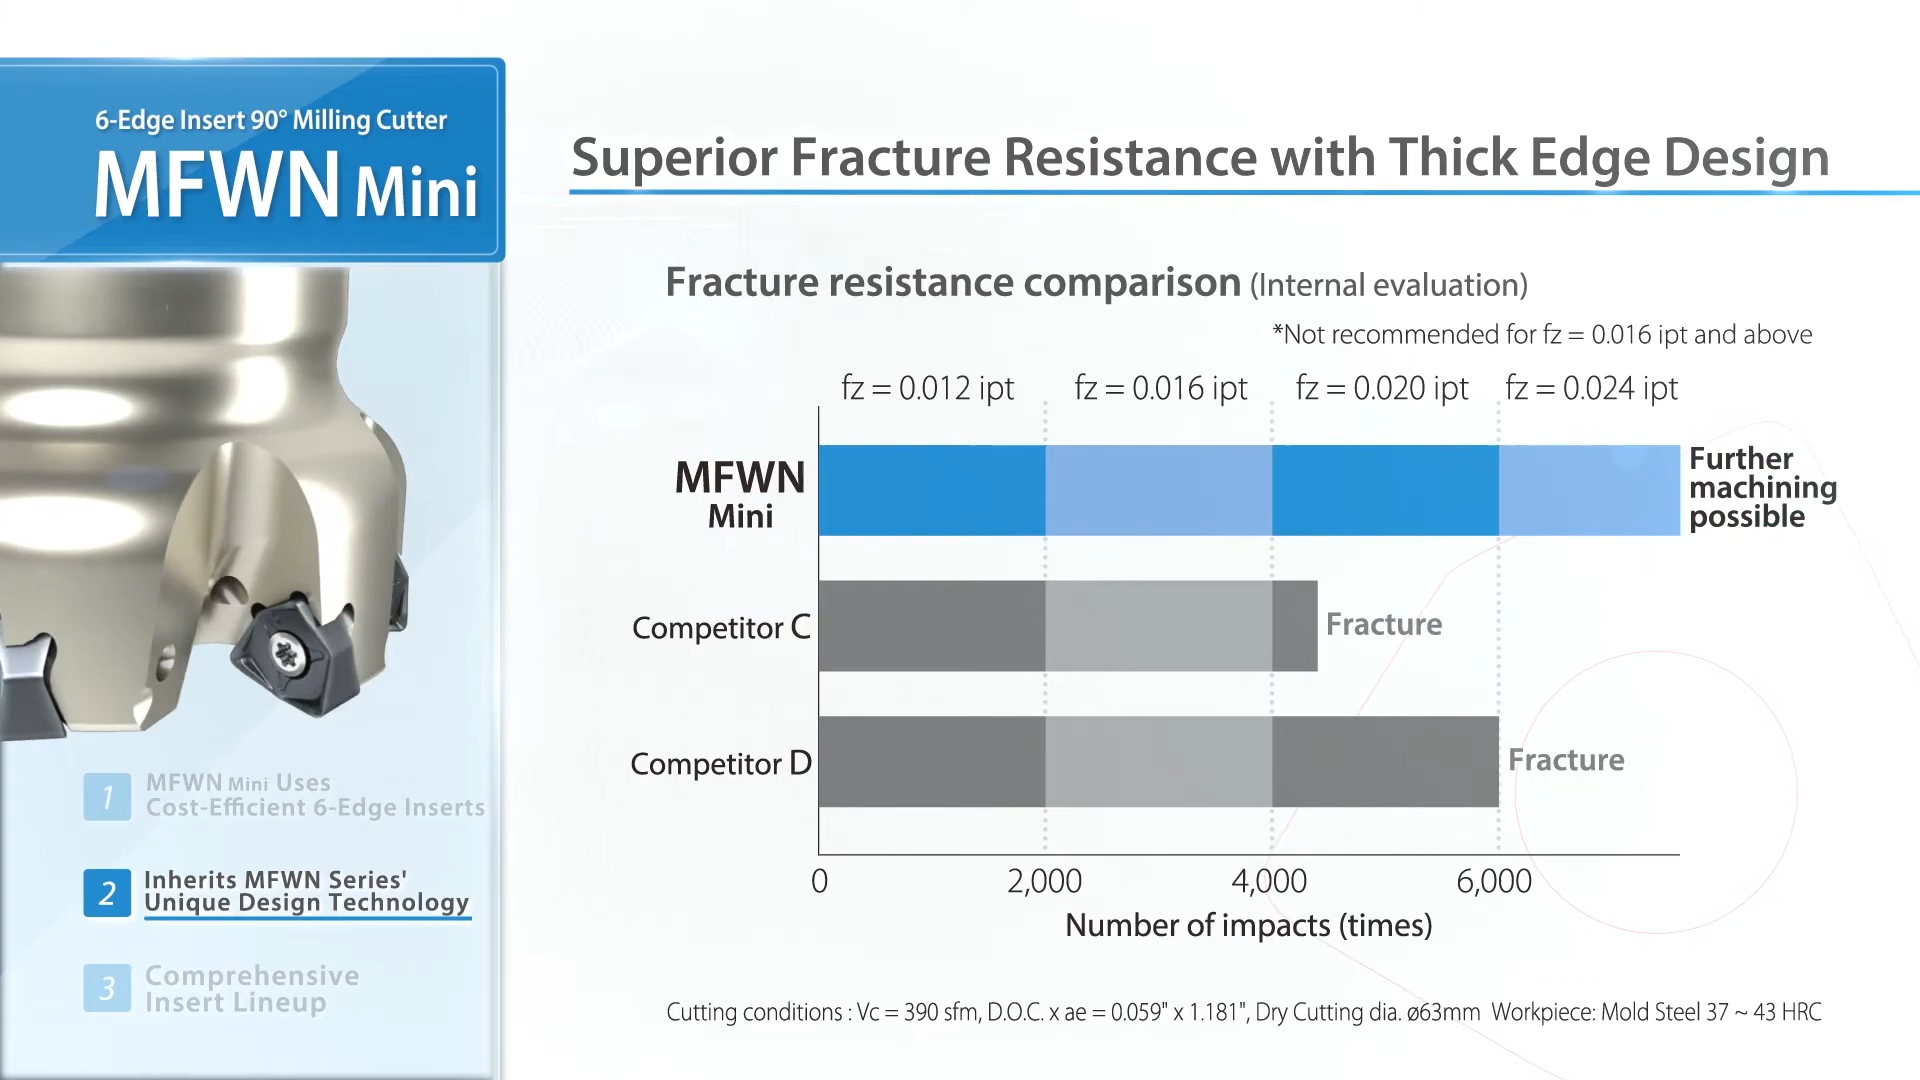 6-Edge Insert 90° Milling Cutter
MFWN Mini
Superior Fracture Resistance with Thick Edge Design
Fracture resistance comparison (Internal evaluation)
*Not recommended for fz = 0.016 ipt and above
fz = 0.012 ipt
fz = 0.016 ipt
fz = 0.020 ipt
fz = 0.024 ipt
MFWN
Mini
Further
machining
possible
Competitor C
Fracture
Competitor D
Fracture
0
2,000
4,000
6,000
Number of impacts (times)
Cutting conditions : Vc = 390 sfm, D.O.C. x ae = 0.059" x 1.181", Dry Cutting dia. ø63mm Workpiece: Mold Steel 37 ~ 43 HRC
1
MFWN Mini Uses
Cost-Efficient 6-Edge Inserts
2
Inherits MFWN Series'
Unique Design Technology
3
Comprehensive
Insert Lineup